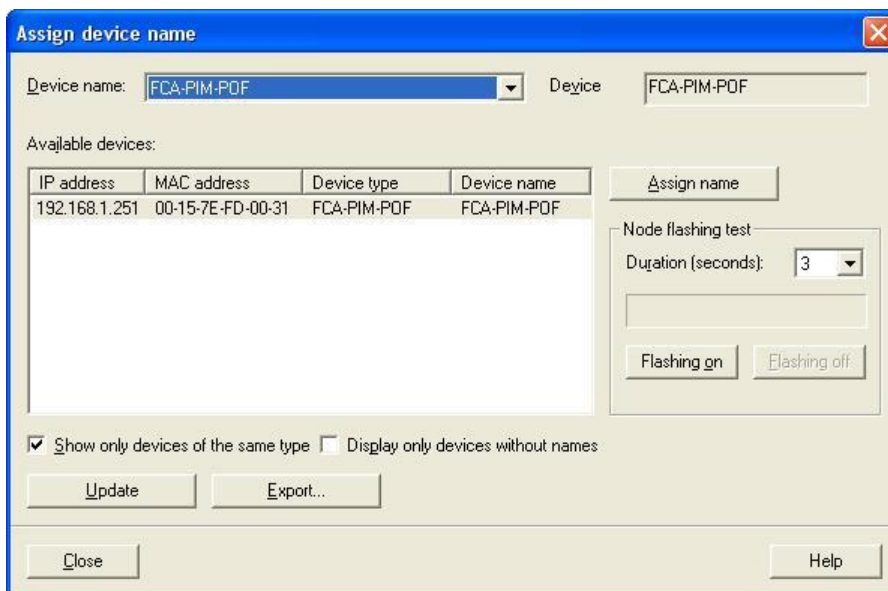 Assign device name
Device name: FCA-PIM-POF Device FCA-PIM-POF
Available devices:
IP address MAC address Device type Device name
192.168.1.251 00-15-7E-FD-00-31 FCA-PIM-POF FCA-PIM-POF
Assign name
Node flashing test
Duration (seconds): 3
Flashing on Flashing off
Show only devices of the same type Display only devices without names
Update Export...
Close Help